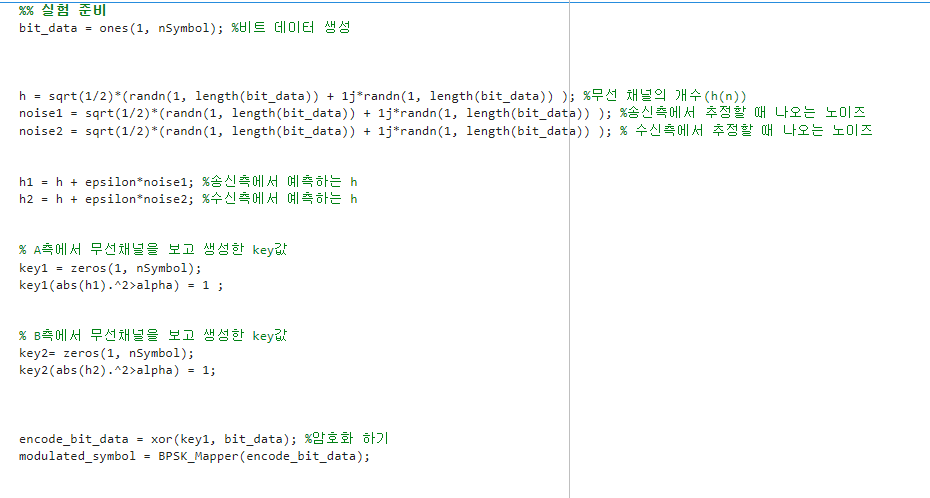 %% 실험 준비
bit_data = ones(1, nSymbol); %비트 데이터 생성
h = sqrt(1/2)*(randn(1, length(bit_data)) + 1j*randn(1, length(bit_data)) ); %무선 채널의 개수(h(n))
noise1 = sqrt(1/2)*(randn(1, length(bit_data)) + 1j*randn(1, length(bit_data)) ); %송신측에서 추정할 때 나오는 노이즈
noise2 = sqrt(1/2)*(randn(1, length(bit_data)) + 1j*randn(1, length(bit_data)) ); % 수신측에서 추정할 때 나오는 노이즈
h1 = h + epsilon*noise1; %송신측에서 예측하는 h
h2 = h + epsilon*noise2; %수신측에서 예측하는 h
% A측에서 무선채널을 보고 생성한 key값
key1 = zeros(1, nSymbol);
key1(abs(h1).^2>alpha) = 1 ;
% B측에서 무선채널을 보고 생성한 key값
key2= zeros(1, nSymbol);
key2(abs(h2).^2>alpha) = 1;
encode_bit_data = xor(key1, bit_data); %암호화 하기
modulated_symbol = BPSK_Mapper(encode_bit_data);